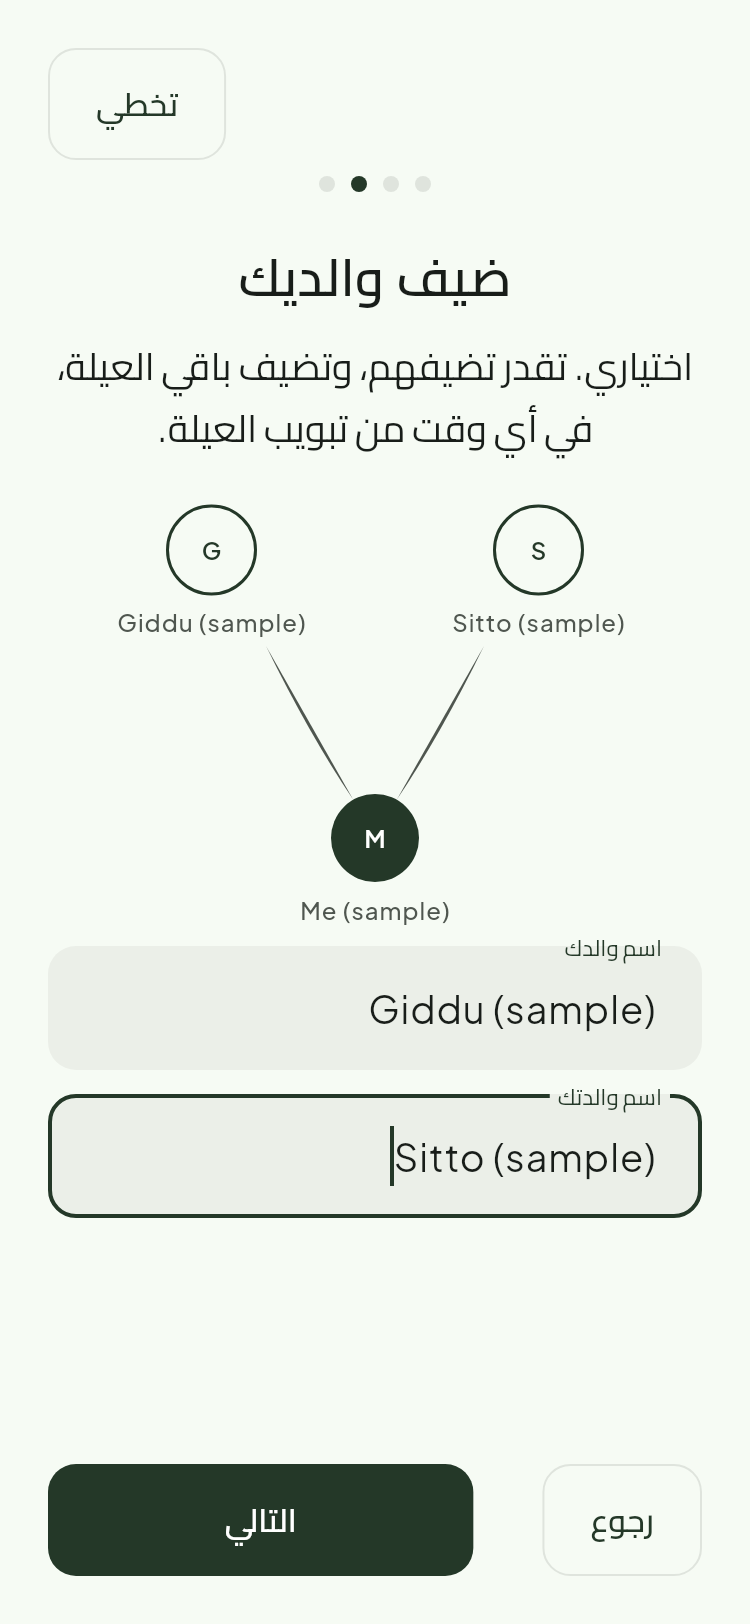 تخطي
ضيف والديك
اختياري. تقدر تضيفهم، وتضيف باقي العيلة،
في أي وقت من تبويب العيلة.
S
G
Sitto (sample)
Giddu (sample)
M
Me (sample)
اسم والدك
Giddu (sample)
اسم والدتك
Sitto (sample)
رجوع
التالي